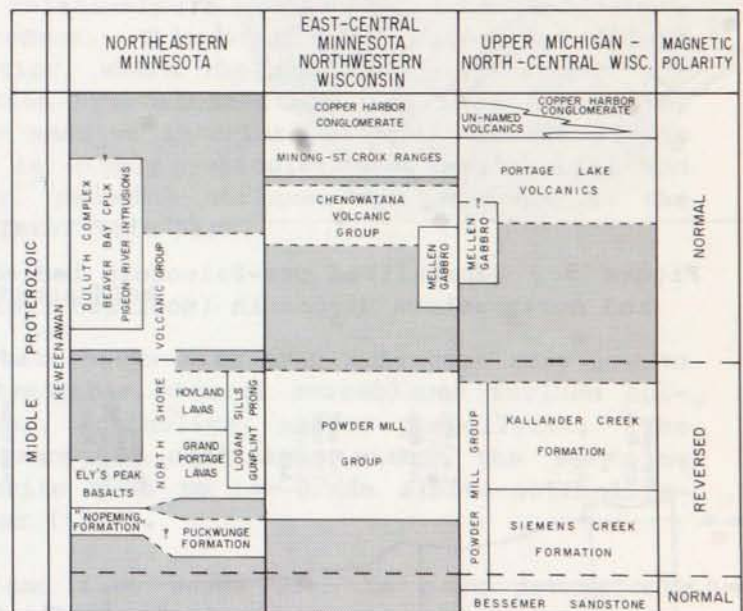 NORTHEASTERN
MINNESOTA
EAST-CENTRAL
MINNESOTA
NORTHWESTERN
WISCONSIN
UPPER MICHIGAN -
NORTH-CENTRAL WISC.
MAGNETIC
POLARITY
MIDDLE PROTEROZOIC
KEWEENAWAN
DULUTH COMPLEX
BEAVER BAY CPLX
PIGEON RIVER INTRUSIONS
NORTH SHORE VOLCANIC GROUP
HOVLAND
LAVAS
GRAND
PORTAGE
LAVAS
LOGAN SILLS
GUNFLINT PRONG
ELY'S PEAK
BASALTS
"NOPEMING
FORMATION"
?
PUCKWUNGE
FORMATION
COPPER HARBOR
CONGLOMERATE
MINONG-ST. CROIX RANGES
CHENGWATANA
VOLCANIC
GROUP
MELLEN
GABBRO
POWDER MILL
GROUP
COPPER HARBOR
CONGLOMERATE
UN-NAMED
VOLCANICS
PORTAGE LAKE
VOLCANICS
?
MELLEN
GABBRO
POWDER MILL GROUP
KALLANDER CREEK
FORMATION
SIEMENS CREEK
FORMATION
BESSEMER SANDSTONE
NORMAL
REVERSED
NORMAL